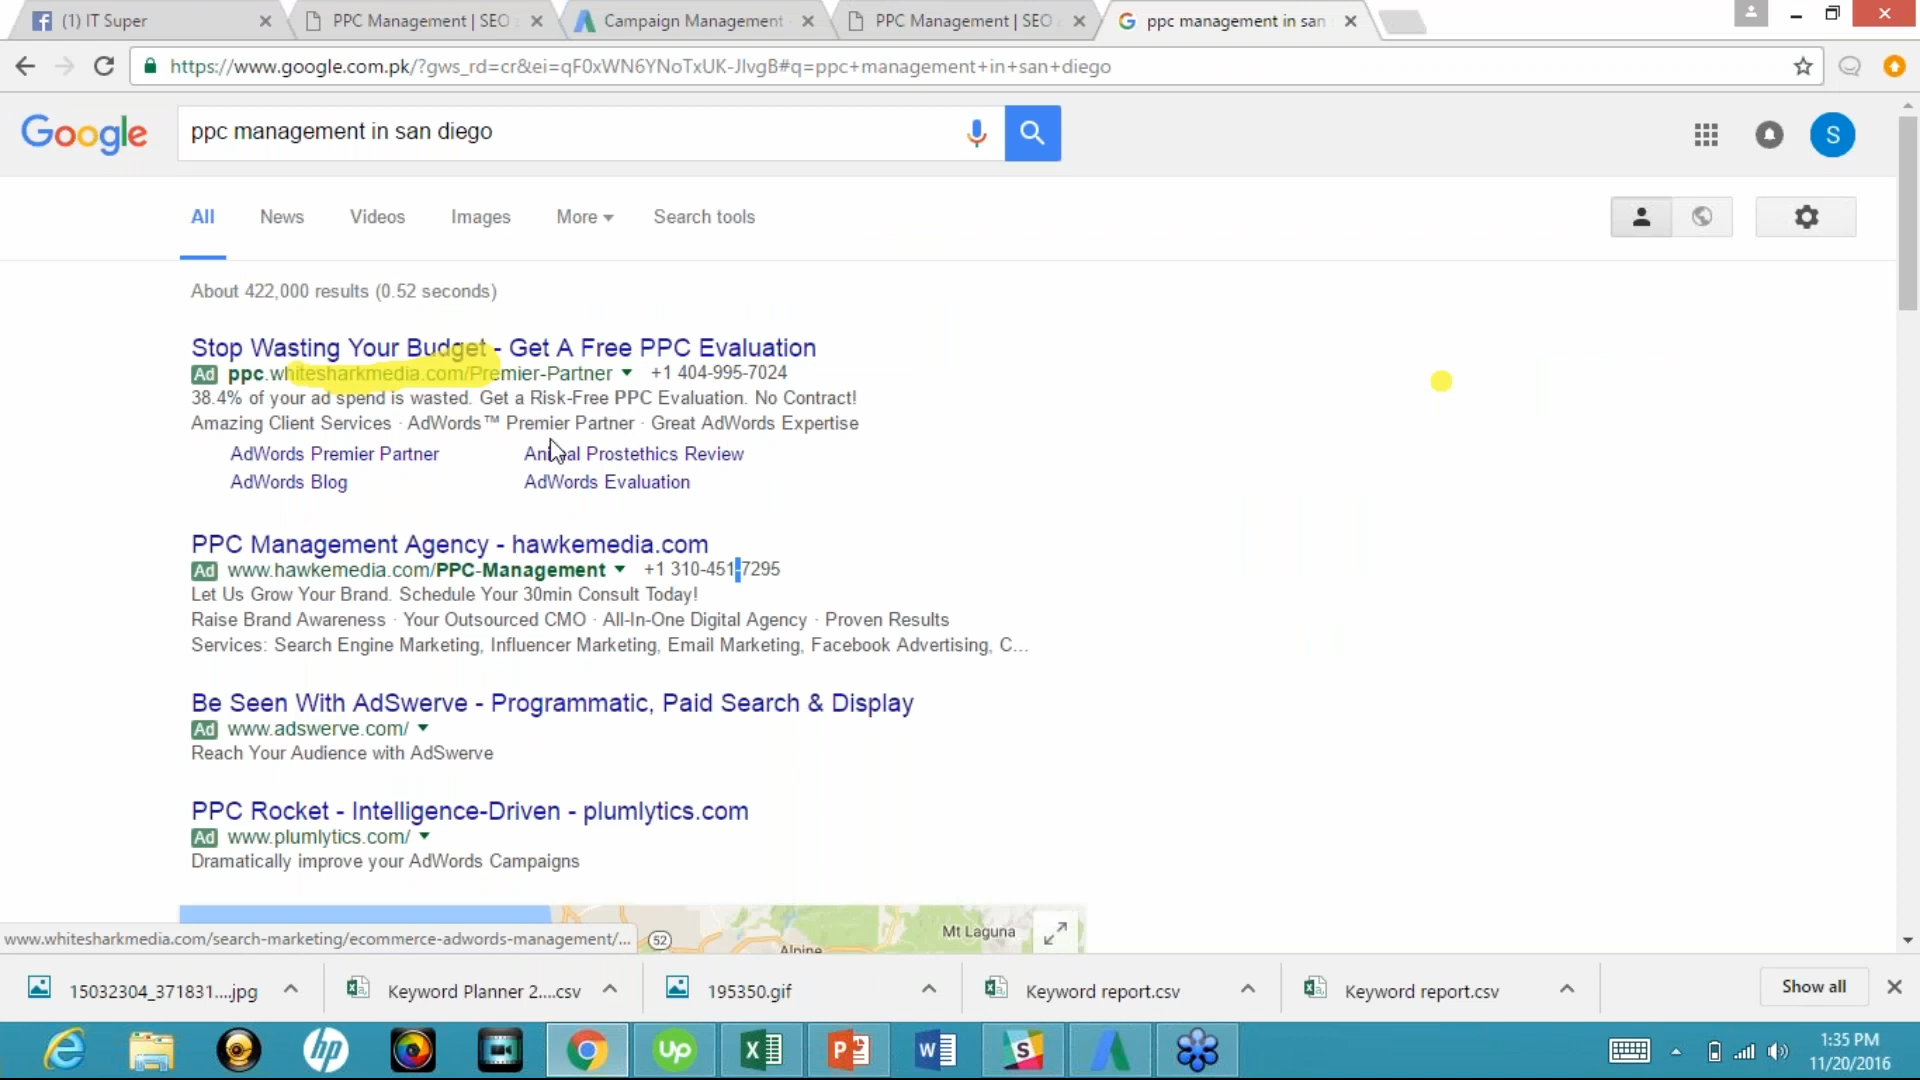 (1) IT Super
PPC Management | SEO
Campaign Management
PPC Management | SEO
ppc management in san
https://www.google.com.pk/?gws_rd=cr&ei=qF0xWN6YNoTxUK-JIvgB#q=ppc+management+in+san+diego
Google
ppc management in san diego
S
All
News
Videos
Images
More
Search tools
About 422,000 results (0.52 seconds)
Stop Wasting Your Budget - Get A Free PPC Evaluation
Ad ppc.whitesharkmedia.com/Premier-Partner +1 404-995-7024
38.4% of your ad spend is wasted. Get a Risk-Free PPC Evaluation. No Contract!
Amazing Client Services · AdWords™ Premier Partner · Great AdWords Expertise
AdWords Premier Partner
Animal Prostethics Review
AdWords Blog
AdWords Evaluation
PPC Management Agency - hawkemedia.com
Ad www.hawkemedia.com/PPC-Management +1 310-451-7295
Let Us Grow Your Brand. Schedule Your 30min Consult Today!
Raise Brand Awareness · Your Outsourced CMO · All-In-One Digital Agency · Proven Results
Services: Search Engine Marketing, Influencer Marketing, Email Marketing, Facebook Advertising, C...
Be Seen With AdSwerve - Programmatic, Paid Search & Display
Ad www.adswerve.com/
Reach Your Audience with AdSwerve
PPC Rocket - Intelligence-Driven - plumlytics.com
Ad www.plumlytics.com/
Dramatically improve your AdWords Campaigns
Mt Laguna
52
Alpine
www.whitesharkmedia.com/search-marketing/ecommerce-adwords-management/...
15032304_371831....jpg
Keyword Planner 2....csv
195350.gif
Keyword report.csv
Keyword report.csv
Show all
hp
Up
X
P
W
S
1:35 PM
11/20/2016